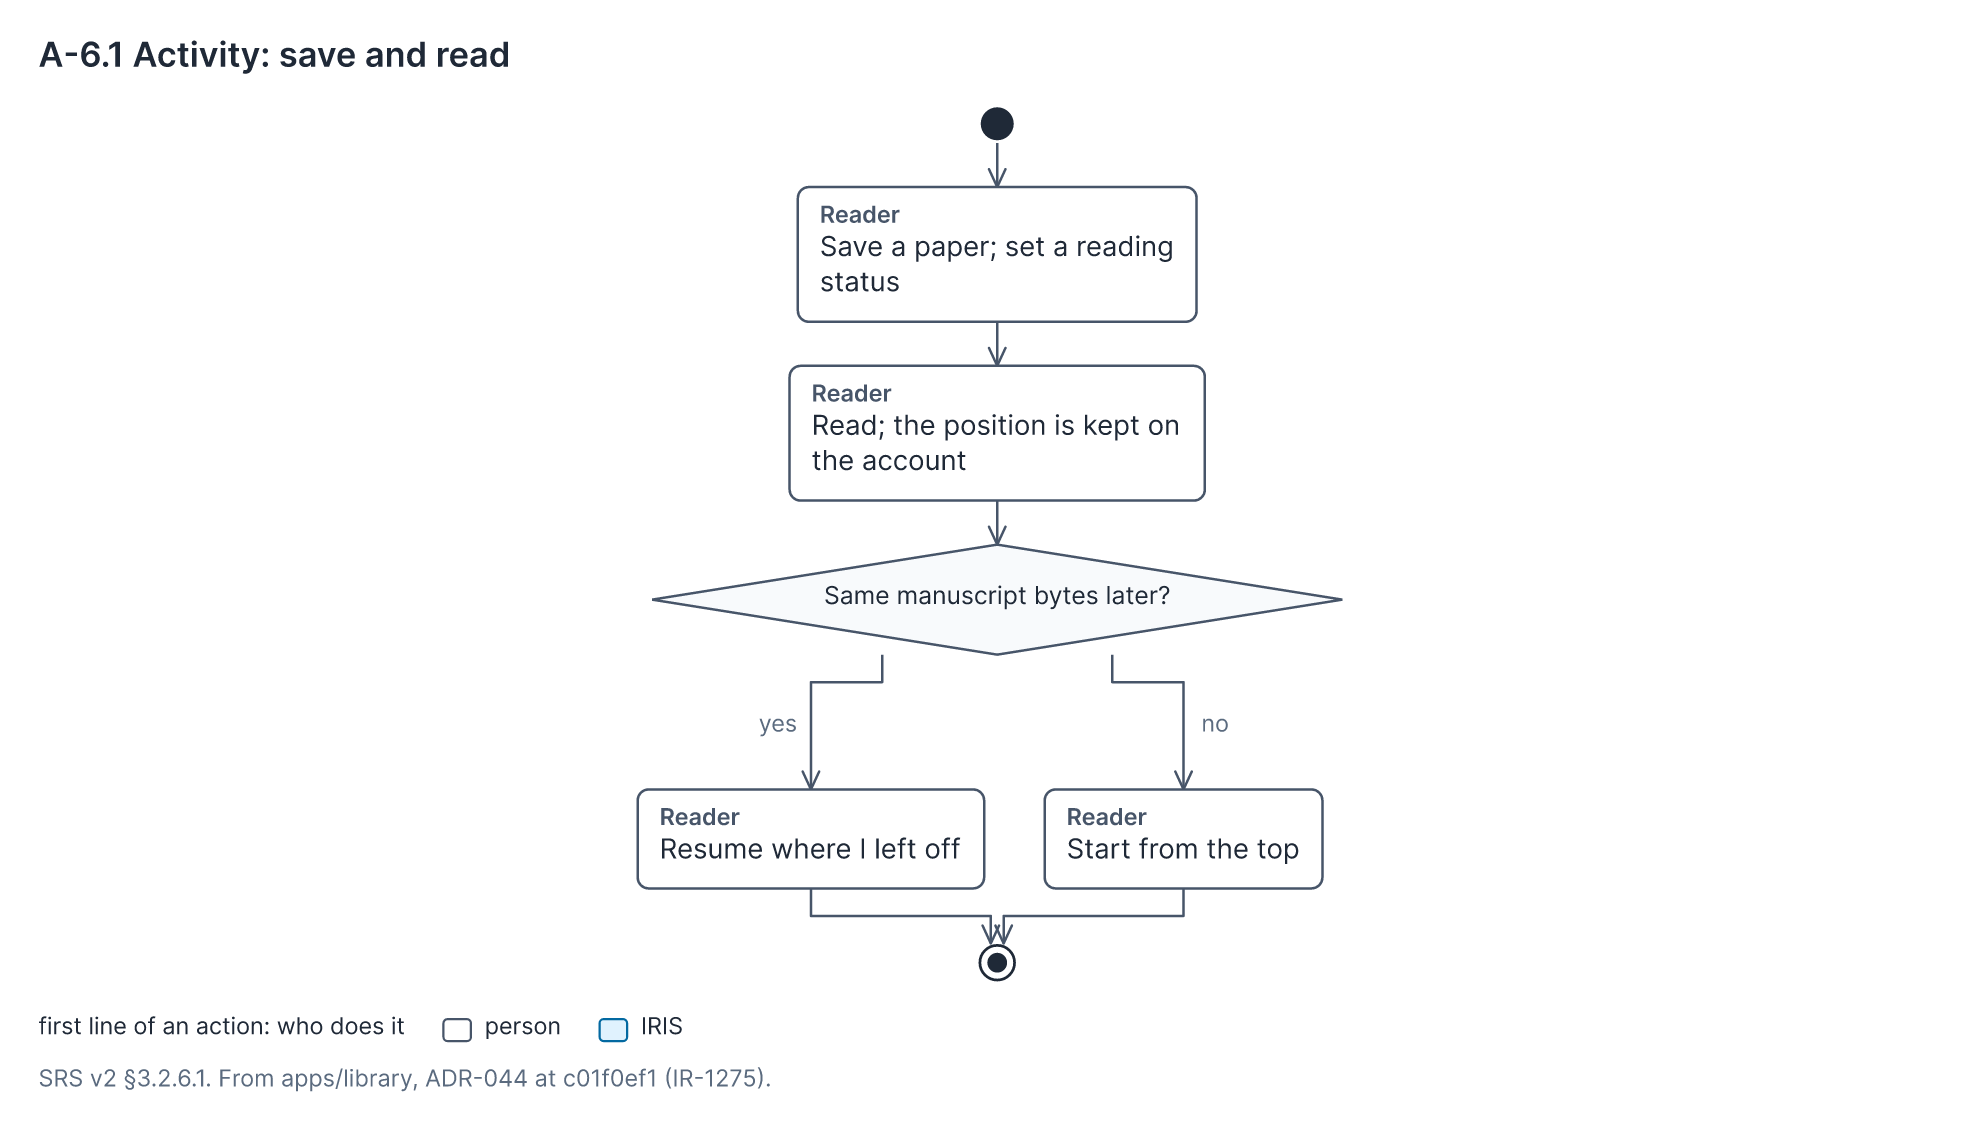 A-6.1 Activity: save and read
Reader
Save a paper; set a reading
status
Reader
Read; the position is kept on
the account
Same manuscript bytes later?
yes
no
Reader
Resume where I left off
Reader
Start from the top
first line of an action: who does it
person
IRIS
SRS v2 §3.2.6.1. From apps/library, ADR-044 at c01f0ef1 (IR-1275).